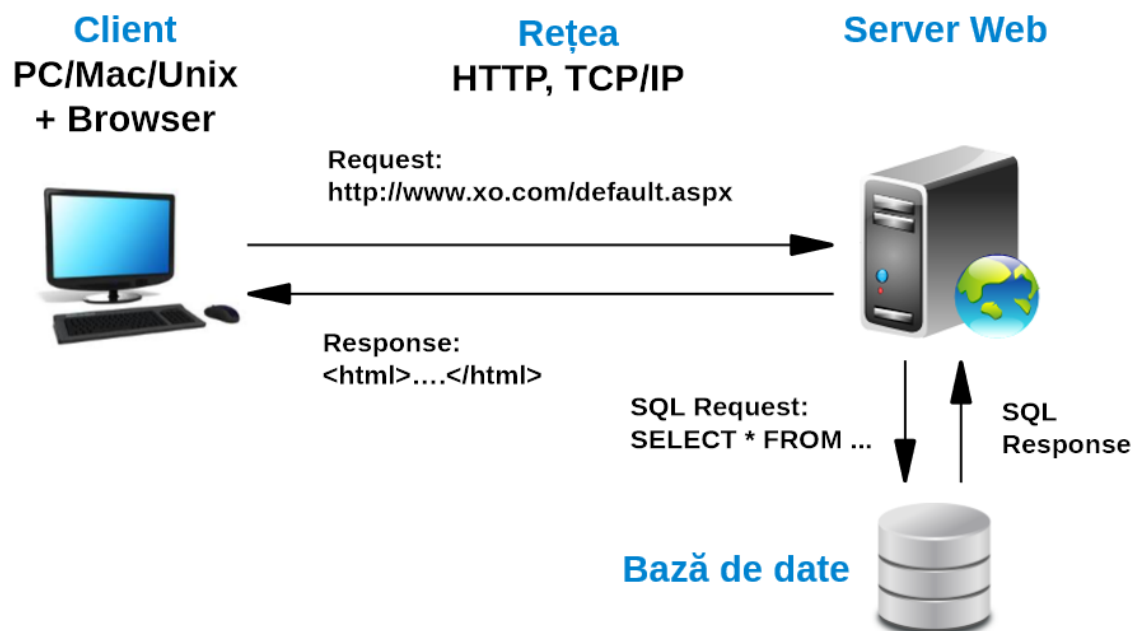 Client
PC/Mac/Unix
+ Browser
Rețea
HTTP, TCP/IP
Server Web
Request:
http://www.xo.com/default.aspx
Response:
<html>....</html>
SQL Request:
SELECT * FROM ...
SQL
Response
Bază de date